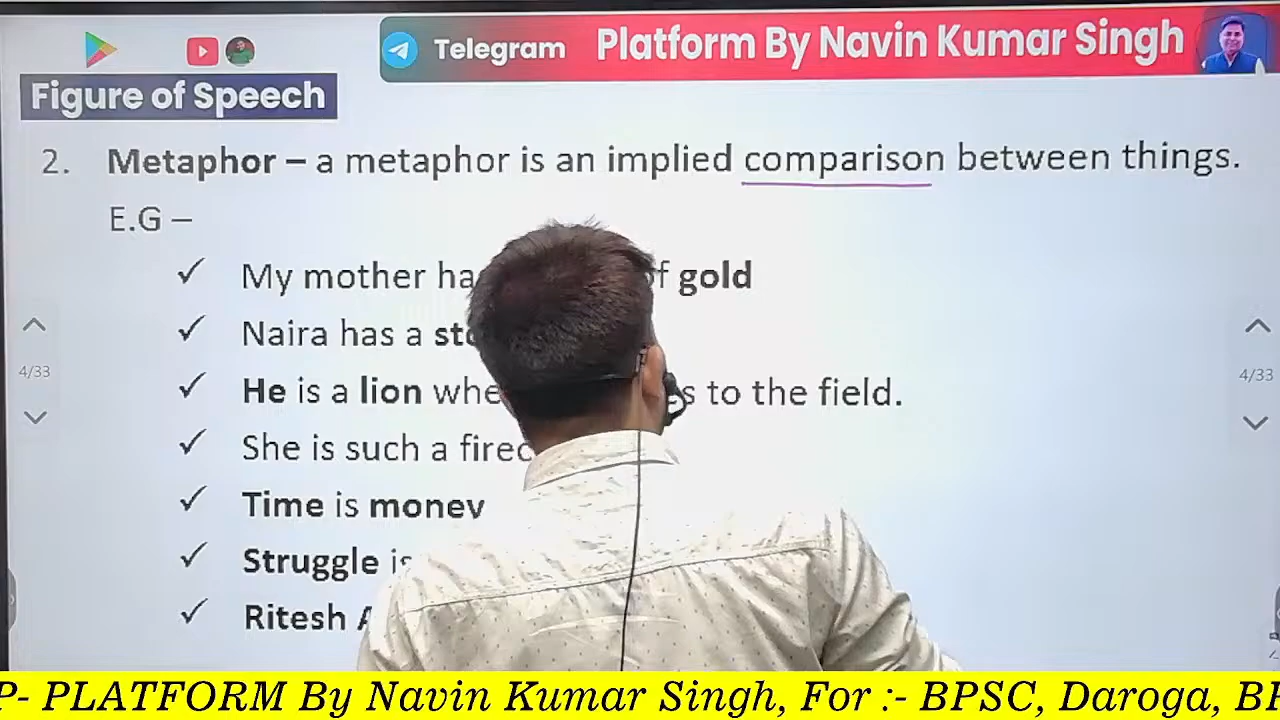 Telegram Platform By Navin Kumar Singh
Figure of Speech
2. Metaphor – a metaphor is an implied comparison between things.
E.G –
✓ My mother ha of gold
✓ Naira has a
✓ He is a lion to the field.
✓ She is such a
✓ Time is money
✓ Struggle is
✓ Ritesh
4/33
4/33
P- PLATFORM By Navin Kumar Singh, For :- BPSC, Daroga,